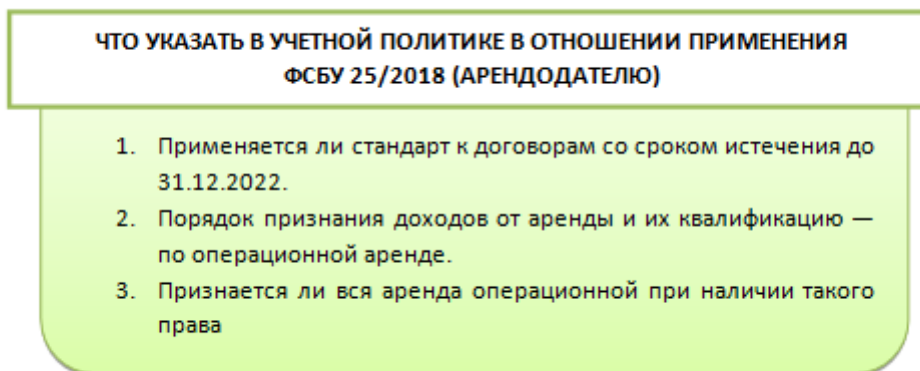 ЧТО УКАЗАТЬ В УЧЕТНОЙ ПОЛИТИКЕ В ОТНОШЕНИИ ПРИМЕНЕНИЯ
ФСБУ 25/2018 (АРЕНДОДАТЕЛЮ)
1. Применяется ли стандарт к договорам со сроком истечения до
31.12.2022.
2. Порядок признания доходов от аренды и их квалификацию —
по операционной аренде.
3. Признается ли вся аренда операционной при наличии такого
права